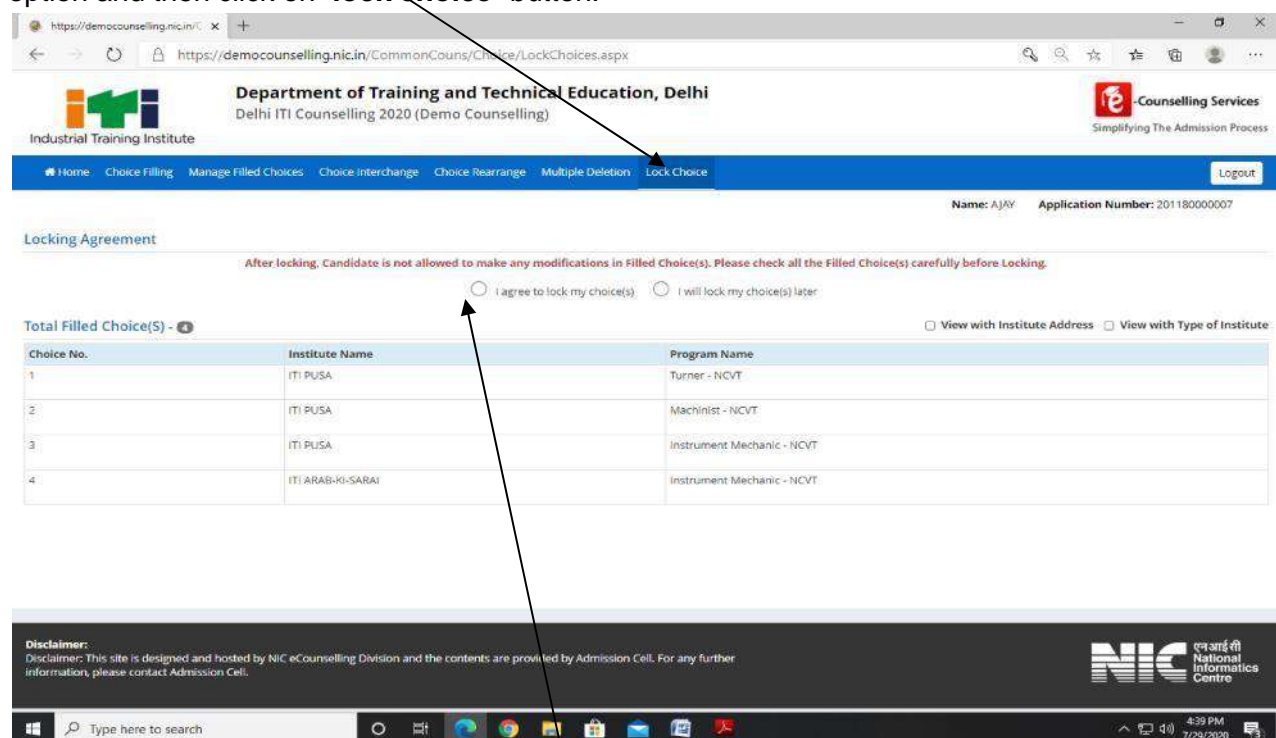 option and then click on "lock choice" button.
https://democounselling.nic.in/C
https://democounselling.nic.in/CommonCouns/Choice/LockChoices.aspx
Department of Training and Technical Education, Delhi
Delhi ITI Counselling 2020 (Demo Counselling)
iti
Industrial Training Institute
e -Counselling Services
Simplifying The Admission Process
Home Choice Filling Manage Filled Choices Choice Interchange Choice Rearrange Multiple Deletion Lock Choice Logout
Name: AJAY Application Number: 201180000007
Locking Agreement
After locking, Candidate is not allowed to make any modifications in Filled Choice(s). Please check all the Filled Choice(s) carefully before Locking.
I agree to lock my choice(s) I will lock my choice(s) later
Total Filled Choice(S) - 4 View with Institute Address View with Type of Institute
Choice No. Institute Name Program Name
1 ITI PUSA Turner - NCVT
2 ITI PUSA Machinist - NCVT
3 ITI PUSA Instrument Mechanic - NCVT
4 ITI ARAB-KI-SARAI Instrument Mechanic - NCVT
Disclaimer:
Disclaimer: This site is designed and hosted by NIC eCounselling Division and the contents are provided by Admission Cell. For any further
information, please contact Admission Cell.
NIC
एनआईसी
National
Informatics
Centre
Type here to search
4:39 PM
7/29/2020
3